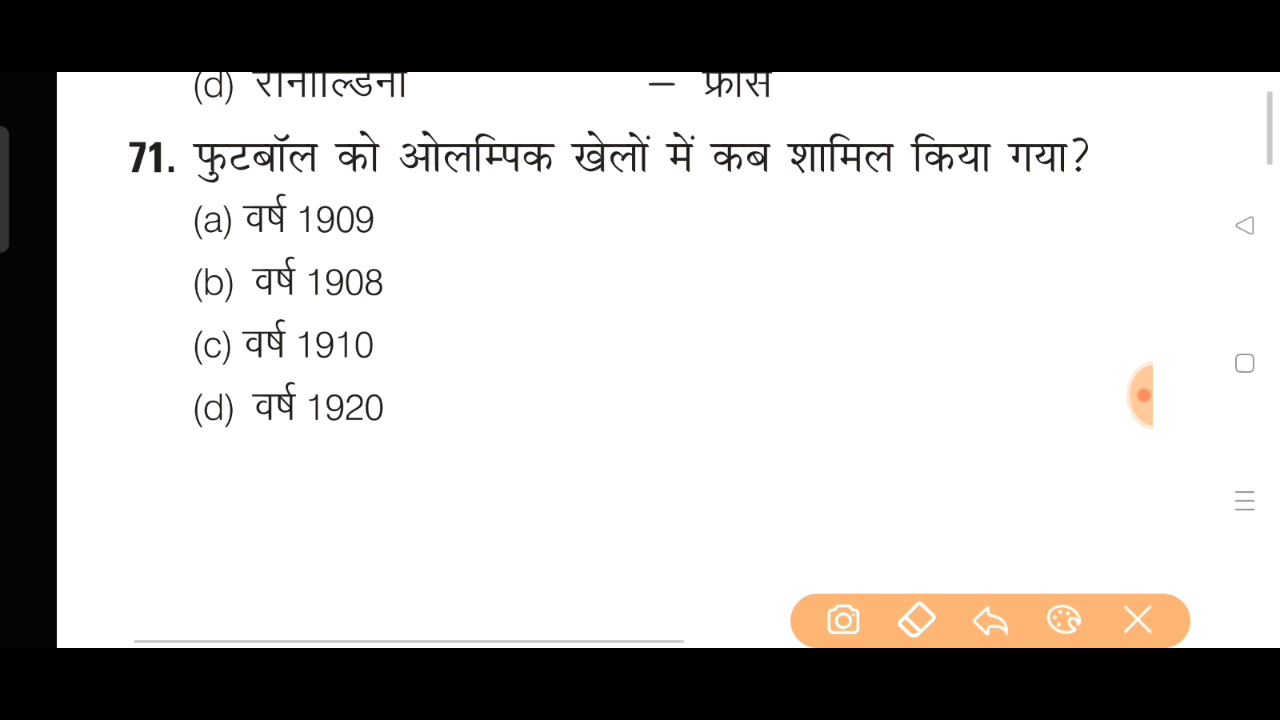 (d) रोनाल्डिनो – फ्रांस
71. फुटबॉल को ओलम्पिक खेलों में कब शामिल किया गया?
(a) वर्ष 1909
(b) वर्ष 1908
(c) वर्ष 1910
(d) वर्ष 1920